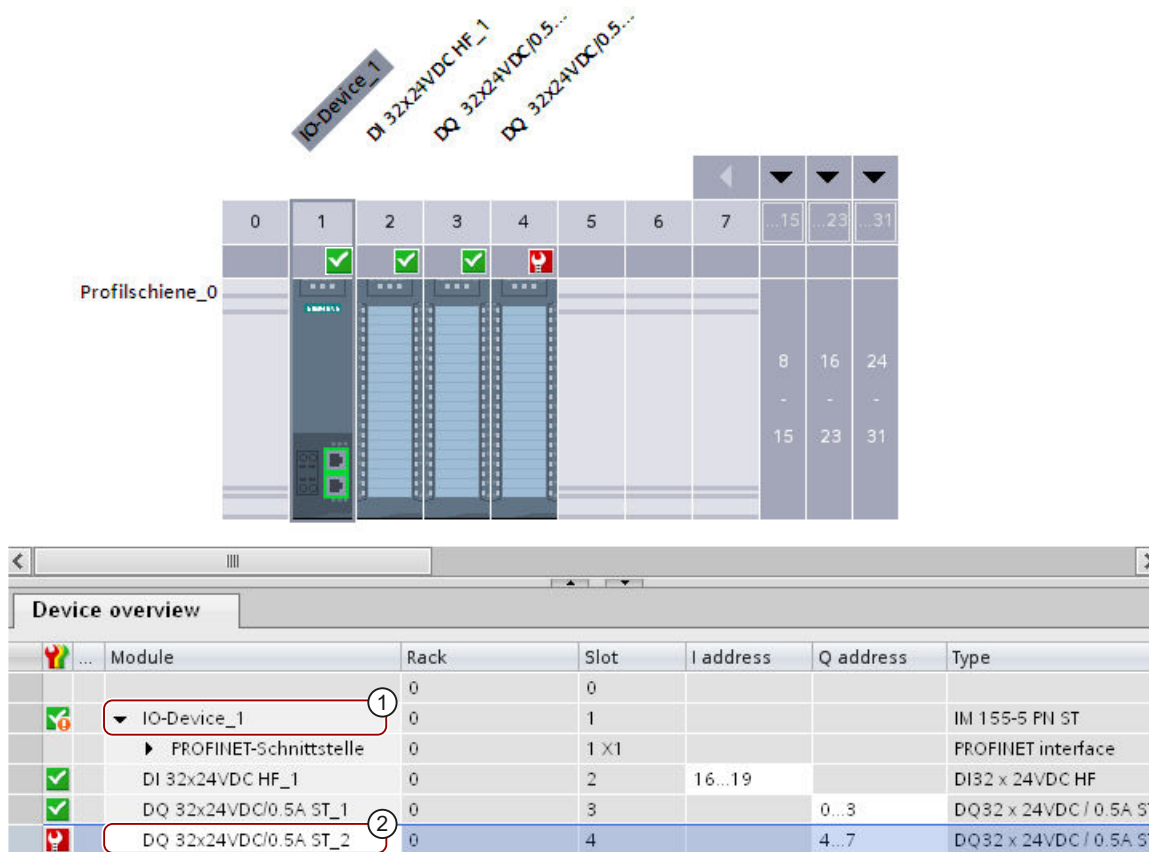 IO-Device_1
DI 32x24VDC HF_1
DQ 32x24VDC/0.5...
DQ 32x24VDC/0.5...
0 1 2 3 4 5 6 7 ...15 ...23 ...31
Profilschiene_0
SIEMENS
8 16 24
- - -
15 23 31
Device overview
... Module Rack Slot I address Q address Type
0 0
1
IO-Device_1 0 1 IM 155-5 PN ST
PROFINET-Schnittstelle 0 1 X1 PROFINET interface
DI 32x24VDC HF_1 0 2 16...19 DI32 x 24VDC HF
DQ 32x24VDC/0.5A ST_1 0 3 0...3 DQ32 x 24VDC / 0.5A ST
2
DQ 32x24VDC/0.5A ST_2 0 4 4...7 DQ32 x 24VDC / 0.5A ST